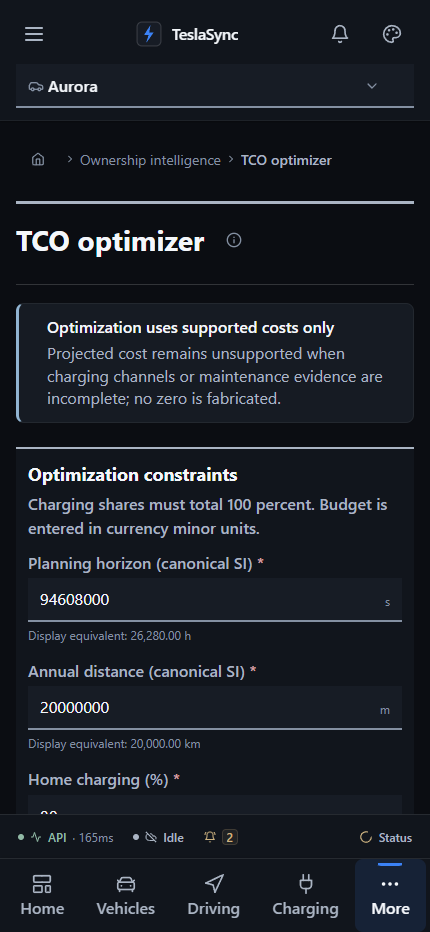 TeslaSync
Aurora
Ownership intelligence
TCO optimizer
TCO optimizer
Optimization uses supported costs only
Projected cost remains unsupported when
charging channels or maintenance evidence are
incomplete; no zero is fabricated.
Optimization constraints
Charging shares must total 100 percent. Budget is
entered in currency minor units.
Planning horizon (canonical SI) *
94608000 s
Display equivalent: 26,280.00 h
Annual distance (canonical SI) *
20000000 m
Display equivalent: 20,000.00 km
Home charging (%) *
API · 165ms Idle 2 Status
Home Vehicles Driving Charging More